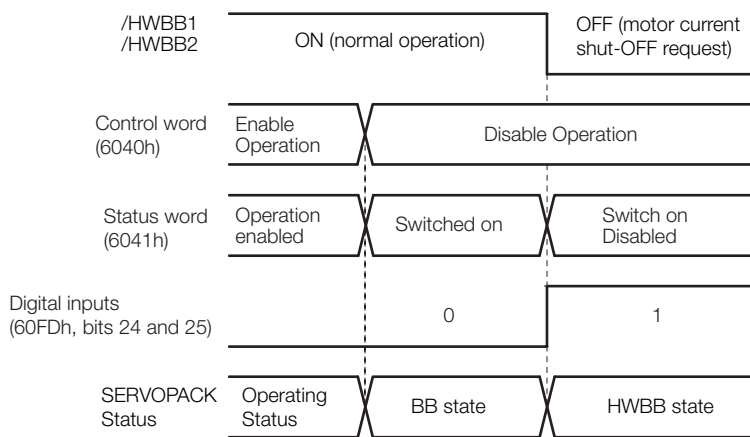 /HWBB1
/HWBB2
ON (normal operation)
OFF (motor current
shut-OFF request)
Control word
(6040h)
Enable
Operation
Disable Operation
Status word
(6041h)
Operation
enabled
Switched on
Switch on
Disabled
Digital inputs
(60FDh, bits 24 and 25)
0
1
SERVOPACK
Status
Operating
Status
BB state
HWBB state